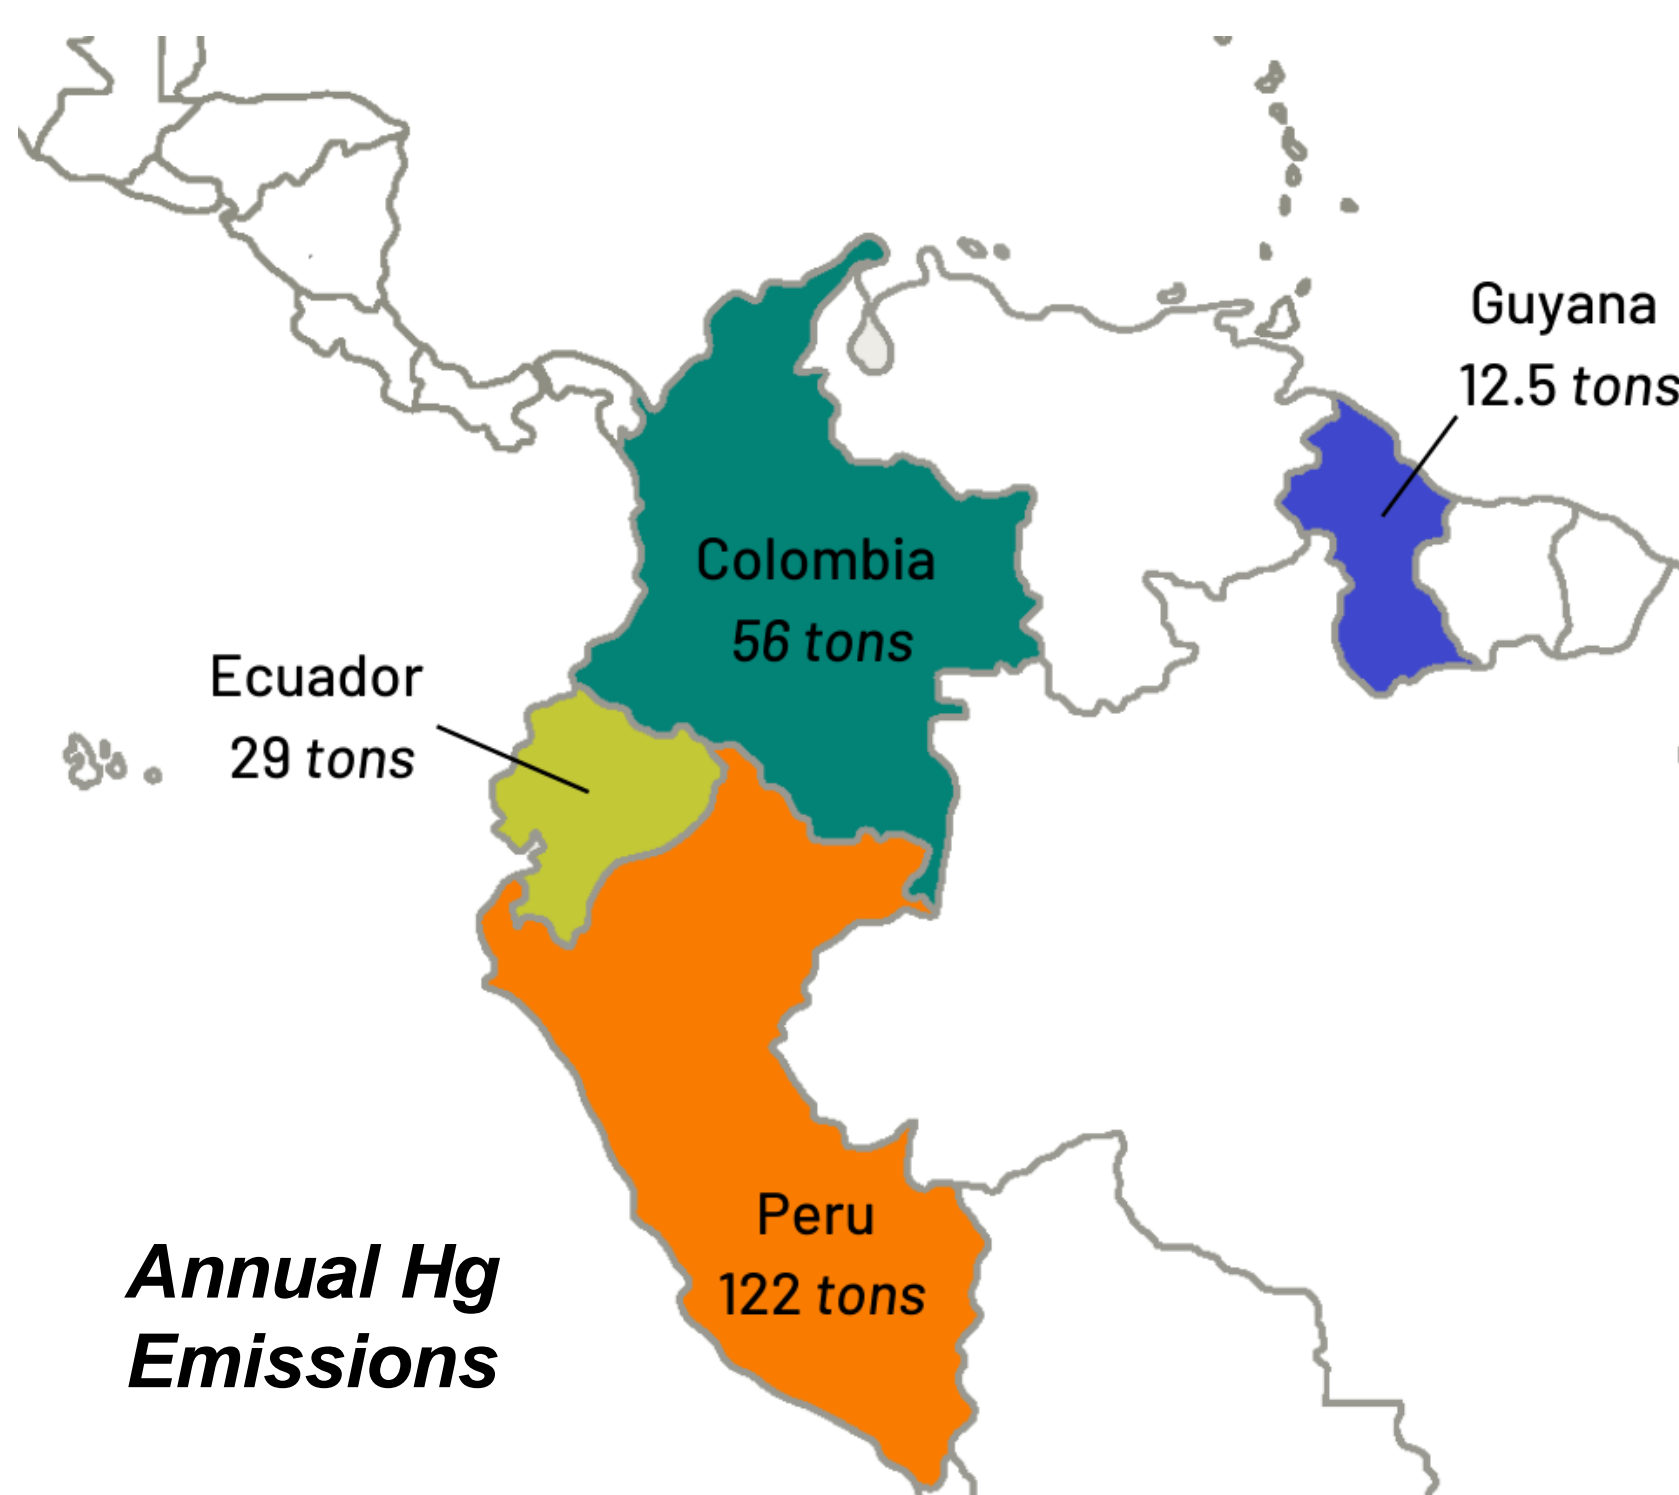 Guyana
12.5 tons
Colombia
56 tons
Ecuador
29 tons
Peru
122 tons
Annual Hg
Emissions